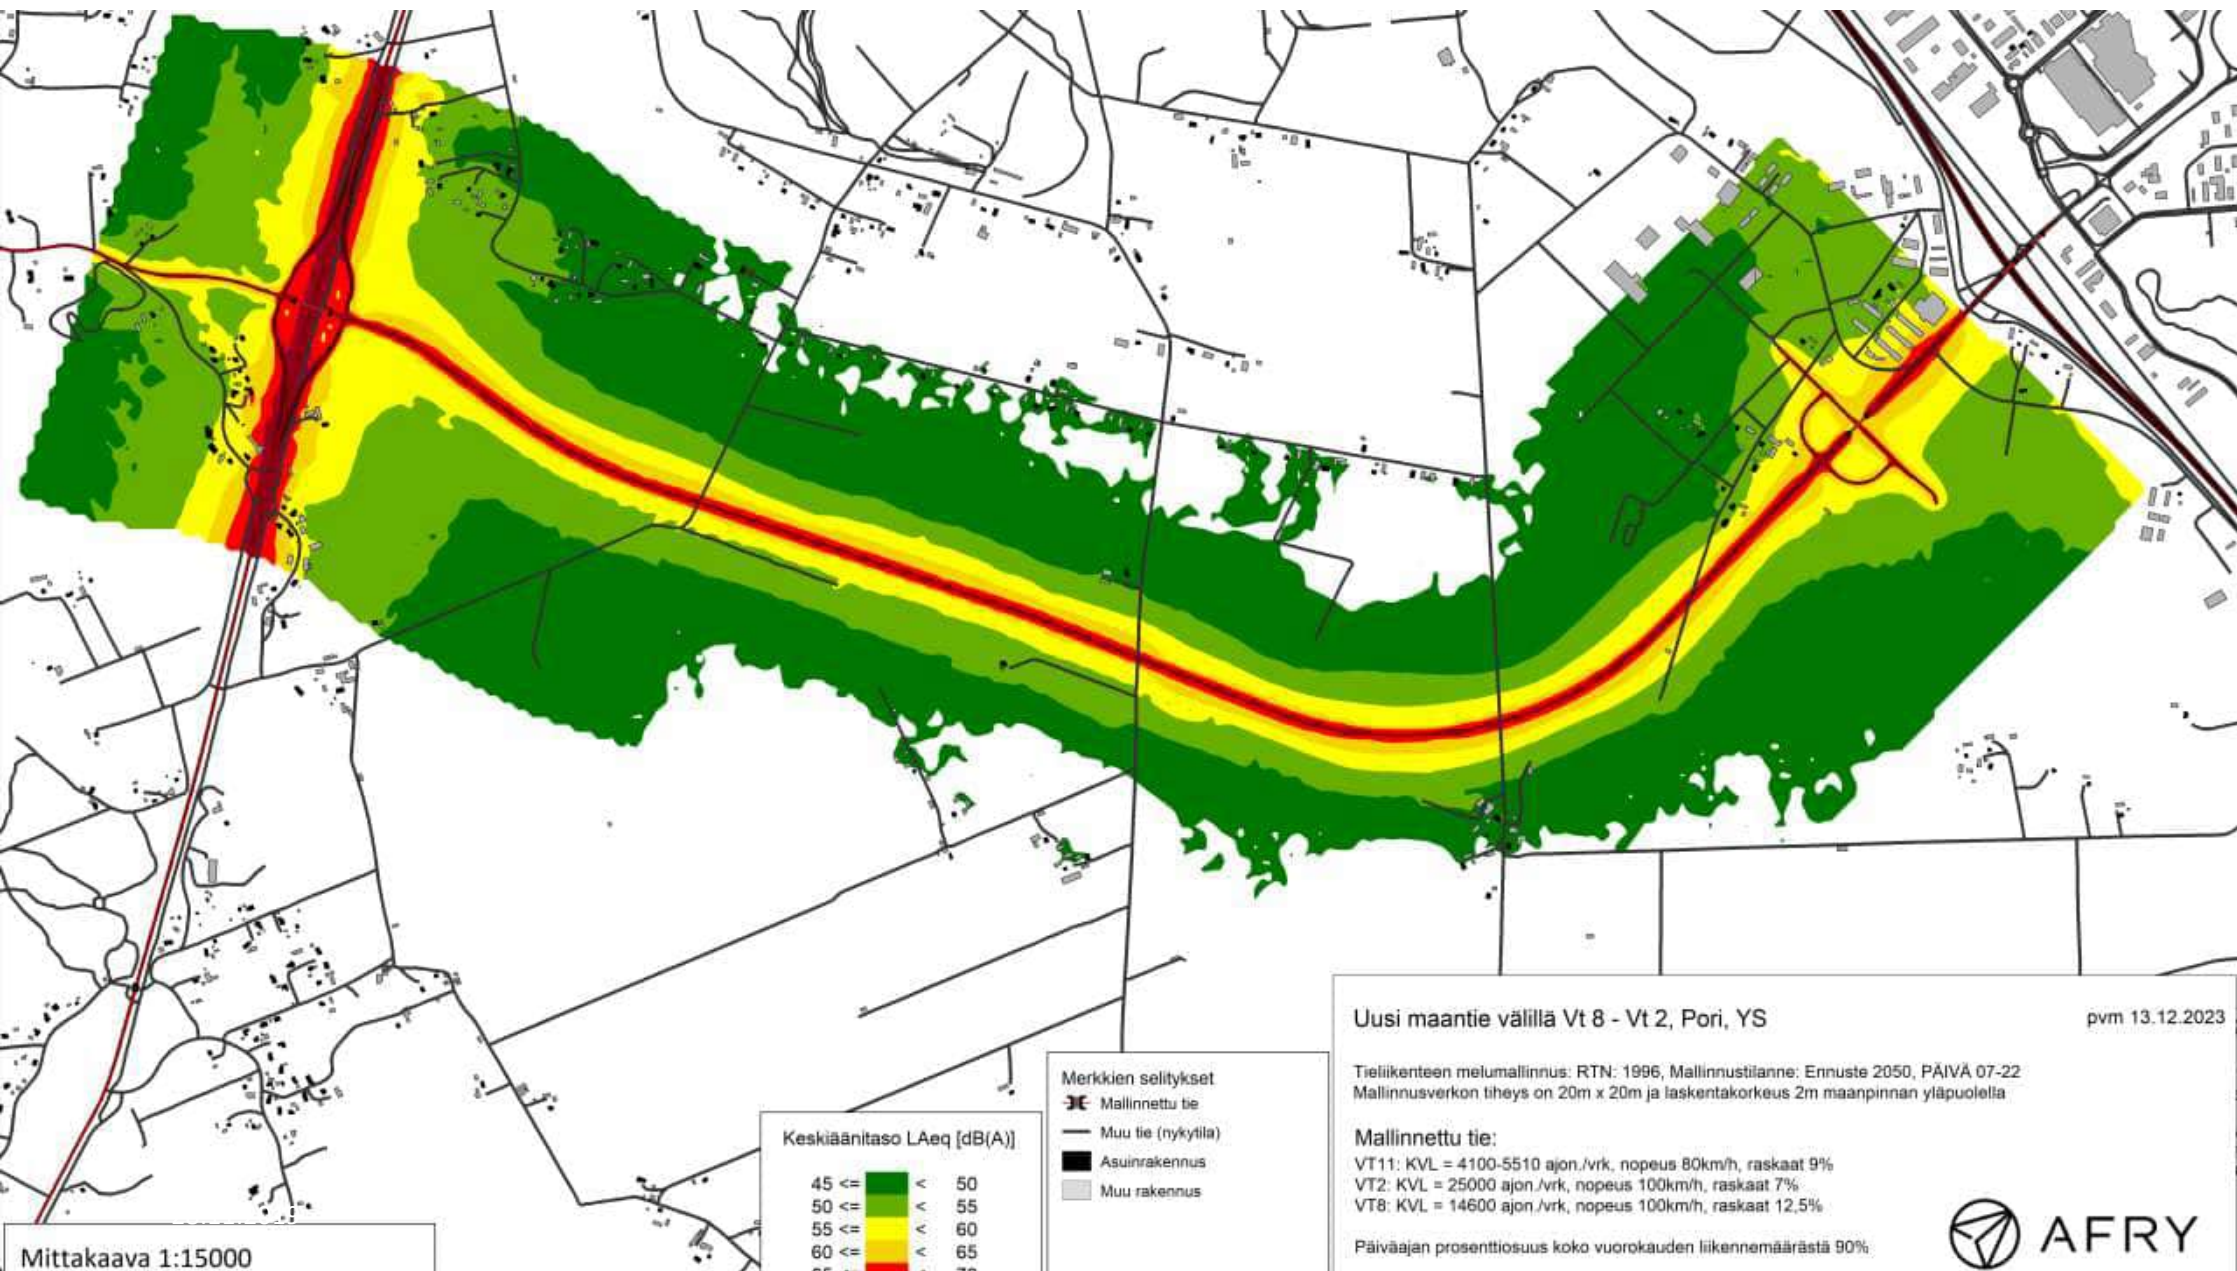 Uusi maantie välillä Vt 8 - Vt 2, Pori, YS
pvm 13.12.2023
Tieliikenteen melumallinnus: RTN: 1996, Mallinnustilanne: Ennuste 2050, PÄIVÄ 07-22
Mallinnusverkon tiheys on 20m x 20m ja laskentakorkeus 2m maanpinnan yläpuolella
Mallinnettu tie:
VT11: KVL = 4100-5510 ajon./vrk, nopeus 80km/h, raskaat 9%
VT2: KVL = 25000 ajon./vrk, nopeus 100km/h, raskaat 7%
VT8: KVL = 14600 ajon./vrk, nopeus 100km/h, raskaat 12,5%
Päiväajan prosenttiosuus koko vuorokauden liikennemäärästä 90%
AFRY
Merkkien selitykset
Mallinnettu tie
Muu tie (nykytila)
Asuinrakennus
Muu rakennus
Keskiäänitaso LAeq [dB(A)]
45 <= < 50
50 <= < 55
55 <= < 60
60 <= < 65
Mittakaava 1:15000